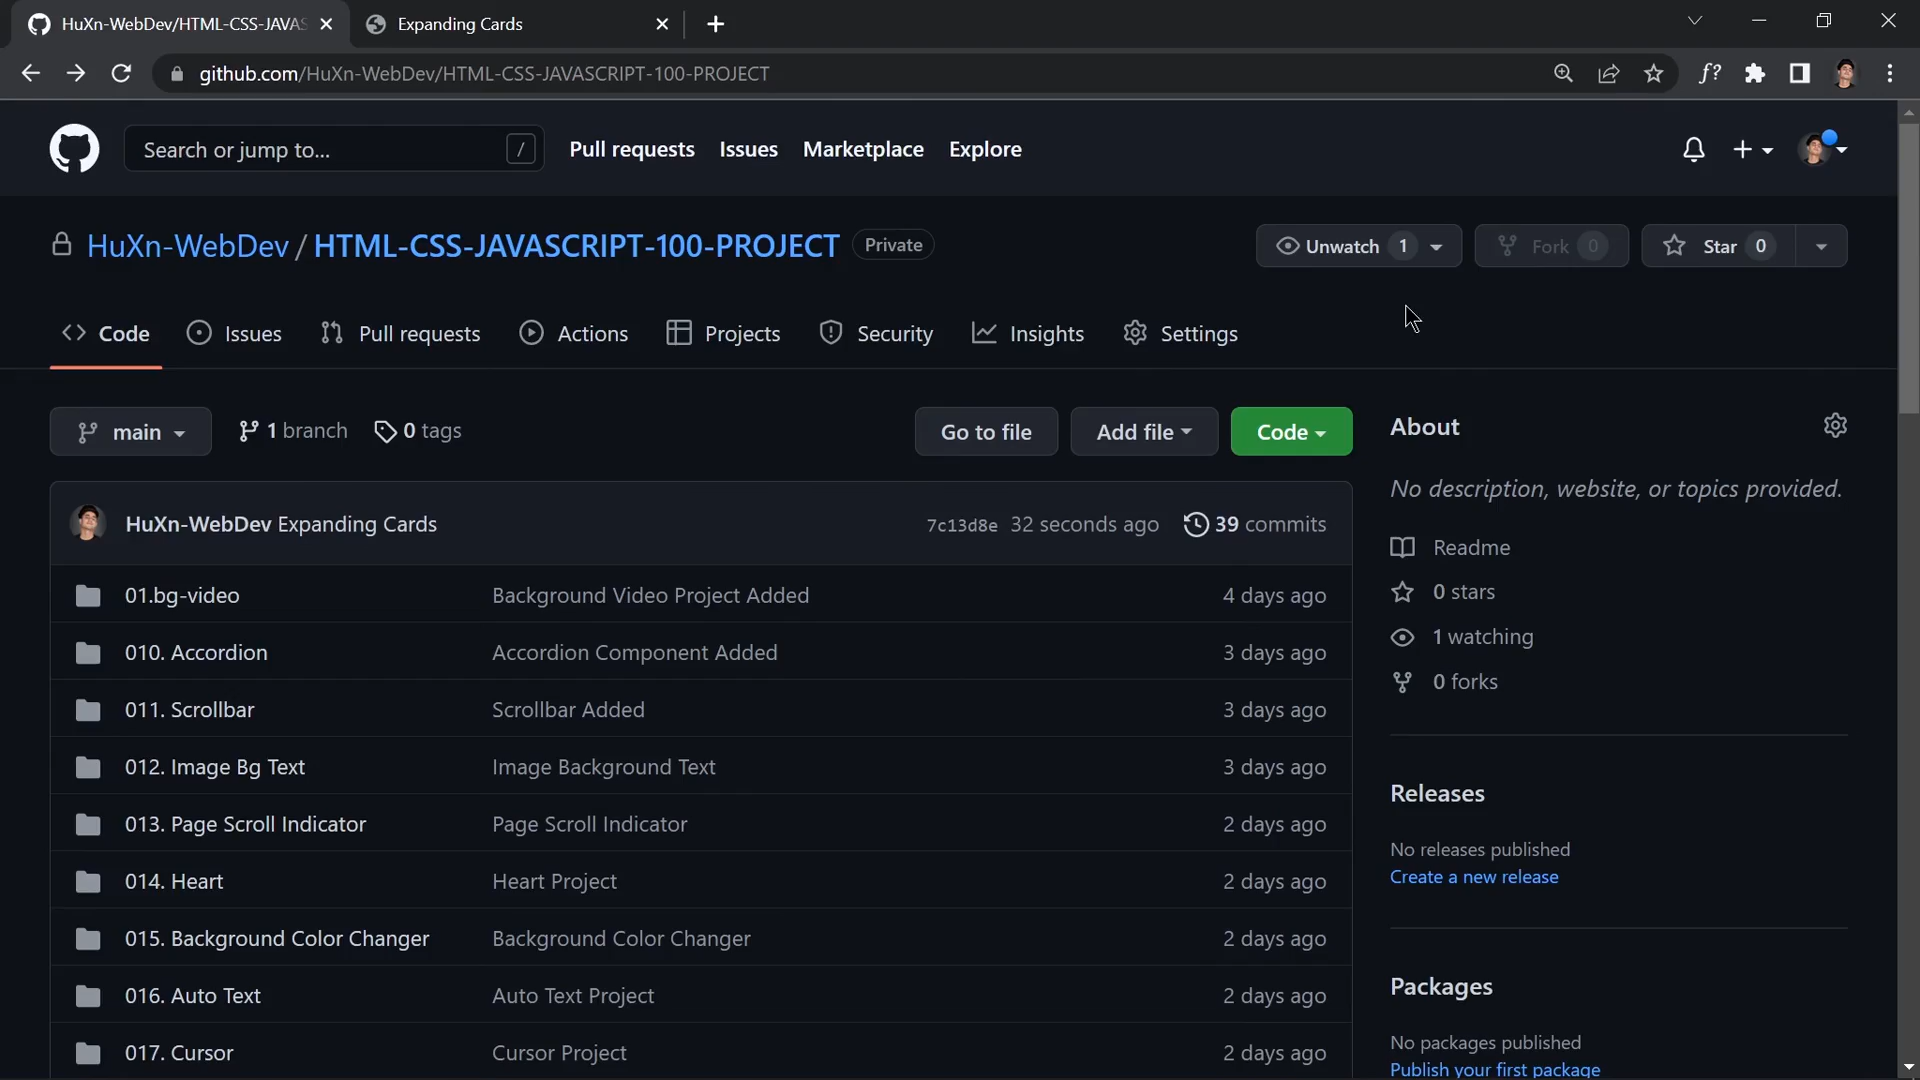 HuXn-WebDev/HTML-CSS-JAVAS
Expanding Cards
github.com/HuXn-WebDev/HTML-CSS-JAVASCRIPT-100-PROJECT
f?
Search or jump to... /
Pull requests Issues Marketplace Explore
HuXn-WebDev / HTML-CSS-JAVASCRIPT-100-PROJECT Private
Unwatch 1 Fork 0 Star 0
Code Issues Pull requests Actions Projects Security Insights Settings
main 1 branch 0 tags Go to file Add file Code
HuXn-WebDev Expanding Cards 7c13d8e 32 seconds ago 39 commits
01.bg-video Background Video Project Added 4 days ago
010. Accordion Accordion Component Added 3 days ago
011. Scrollbar Scrollbar Added 3 days ago
012. Image Bg Text Image Background Text 3 days ago
013. Page Scroll Indicator Page Scroll Indicator 2 days ago
014. Heart Heart Project 2 days ago
015. Background Color Changer Background Color Changer 2 days ago
016. Auto Text Auto Text Project 2 days ago
017. Cursor Cursor Project 2 days ago
About
No description, website, or topics provided.
Readme
0 stars
1 watching
0 forks
Releases
No releases published
Create a new release
Packages
No packages published
Publish your first package